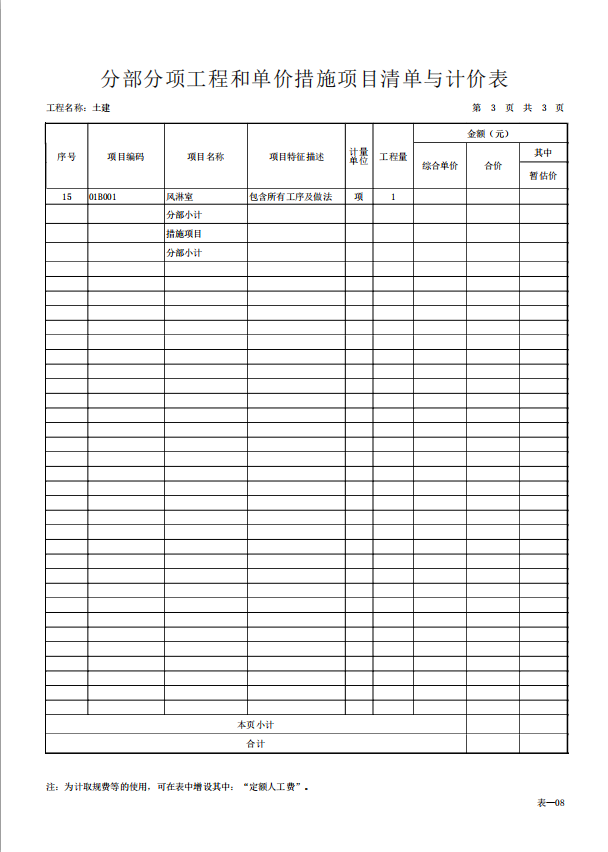 分部分项工程和单价措施项目清单与计价表
工程名称：土建 第 3 页 共 3 页
序号 项目编码 项目名称 项目特征描述 计量单位 工程量 金额（元）
综合单价 合价 其中
暂估价
15 01B001 风淋室 包含所有工序及做法 项 1
分部小计
措施项目
分部小计
本页小计
合计
注：为计取规费等的使用，可在表中增设其中：“定额人工费”。
表—08